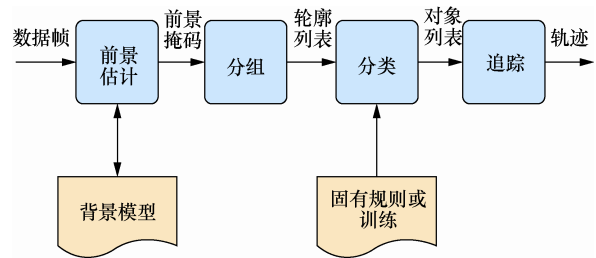 数据帧
前景
估计
前景
掩码
分组
轮廓
列表
分类
对象
列表
追踪
轨迹
背景模型
固有规则或
训练